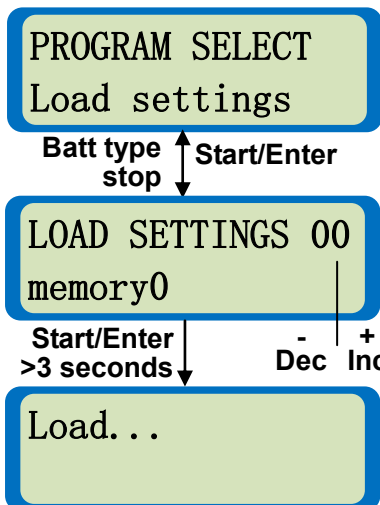 PROGRAM SELECT
Load settings
Batt type
stop
Start/Enter
LOAD SETTINGS 00
memory0
Start/Enter
>3 seconds
- +
Dec Inc
Load...